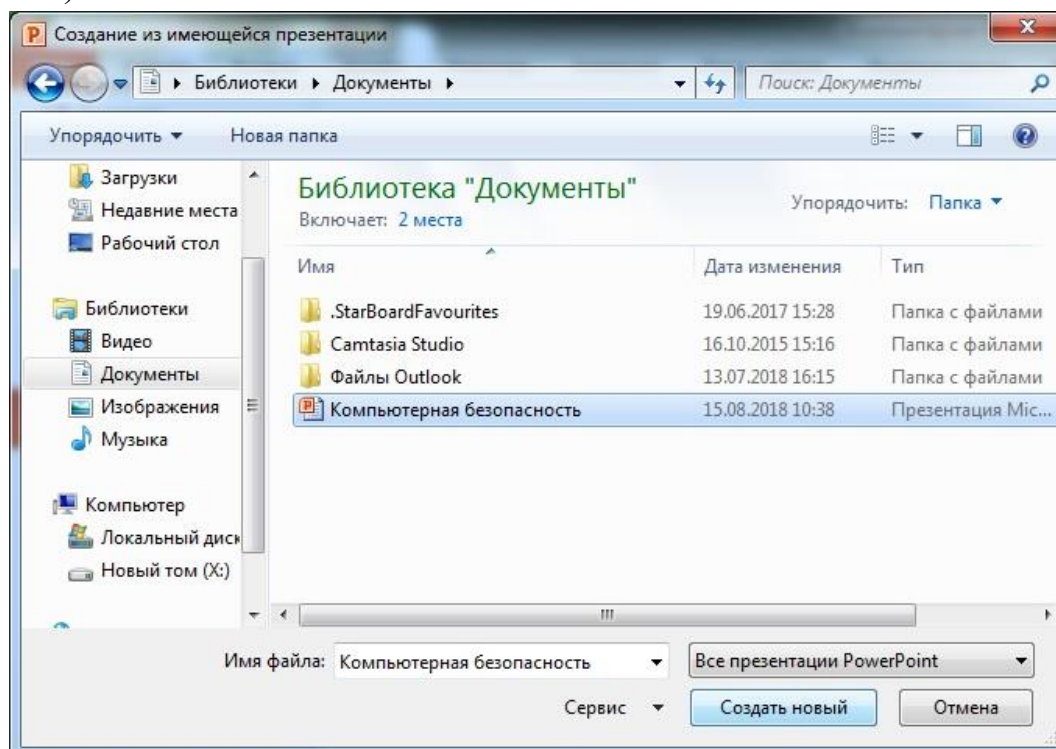 Создание из имеющейся презентации
Библиотеки Документы Поиск: Документы
Упорядочить Новая папка
Загрузки
Недавние места
Рабочий стол
Библиотеки
Видео
Документы
Изображения
Музыка
Компьютер
Локальный диск
Новый том (X:)
Библиотека "Документы"
Включает: 2 места
Упорядочить: Папка
Имя Дата изменения Тип
.StarBoardFavourites 19.06.2017 15:28 Папка с файлами
Camtasia Studio 16.10.2015 15:16 Папка с файлами
Файлы Outlook 13.07.2018 16:15 Папка с файлами
Компьютерная безопасность 15.08.2018 10:38 Презентация Mic...
Имя файла: Компьютерная безопасность Все презентации PowerPoint
Сервис Создать новый Отмена